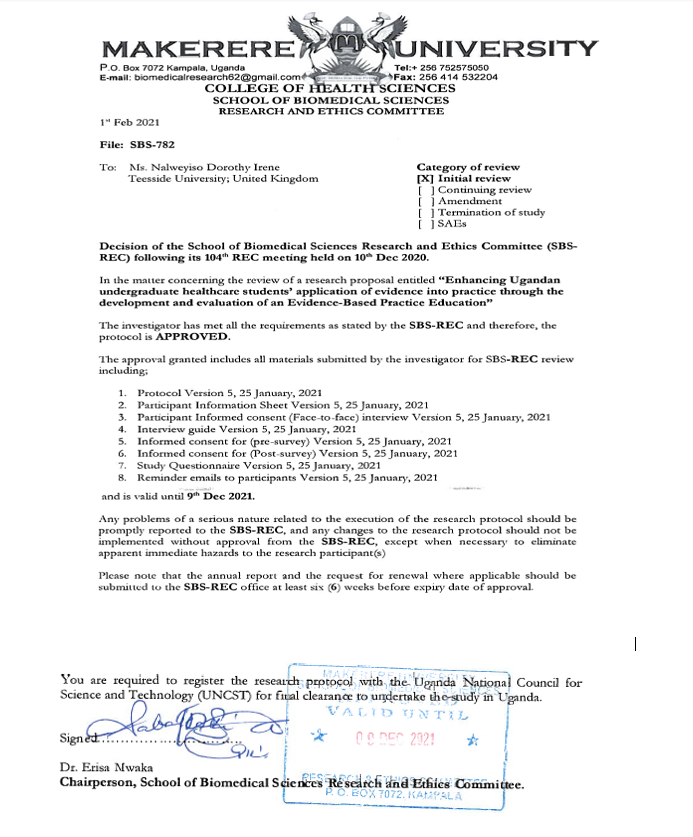 MAKERERE UNIVERSITY
P.O. Box 7072 Kampala, Uganda Tel:+ 256 752575050
E-mail: biomedicalresearch62@gmail.com Fax: 256 414 532204
COLLEGE OF HEALTH SCIENCES
SCHOOL OF BIOMEDICAL SCIENCES
RESEARCH AND ETHICS COMMITTEE
1st Feb 2021
File: SBS-782
To: Ms. Nalweyiso Dorothy Irene
Teesside University; United Kingdom
Category of review
[X] Initial review
[ ] Continuing review
[ ] Amendment
[ ] Termination of study
[ ] SAEs
Decision of the School of Biomedical Sciences Research and Ethics Committee (SBS-
REC) following its 104th REC meeting held on 10th Dec 2020.
In the matter concerning the review of a research proposal entitled “Enhancing Ugandan
undergraduate healthcare students’ application of evidence into practice through the
development and evaluation of an Evidence-Based Practice Education”
The investigator has met all the requirements as stated by the SBS-REC and therefore, the
protocol is APPROVED.
The approval granted includes all materials submitted by the investigator for SBS-REC review
including;
1. Protocol Version 5, 25 January, 2021
2. Participant Information Sheet Version 5, 25 January, 2021
3. Participant Informed consent (Face-to-face) interview Version 5, 25 January, 2021
4. Interview guide Version 5, 25 January, 2021
5. Informed consent for (pre-survey) Version 5, 25 January, 2021
6. Informed consent for (Post-survey) Version 5, 25 January, 2021
7. Study Questionnaire Version 5, 25 January, 2021
8. Reminder emails to participants Version 5, 25 January, 2021
and is valid until 9th Dec 2021.
Any problems of a serious nature related to the execution of the research protocol should be
promptly reported to the SBS-REC, and any changes to the research protocol should not be
implemented without approval from the SBS-REC, except when necessary to eliminate
apparent immediate hazards to the research participant(s)
Please note that the annual report and the request for renewal where applicable should be
submitted to the SBS-REC office at least six (6) weeks before expiry date of approval.
You are required to register the research protocol with the Uganda National Council for
Science and Technology (UNCST) for final clearance to undertake the study in Uganda.
MAKERERE UNIVERSITY
VALID UNTIL
09 DEC 2021
Signed
Dr. Erisa Mwaka
Chairperson, School of Biomedical Sciences Research and Ethics Committee.
RESEARCH & ETHICS COMMITTEE
P. O. BOX 7072, KAMPALA